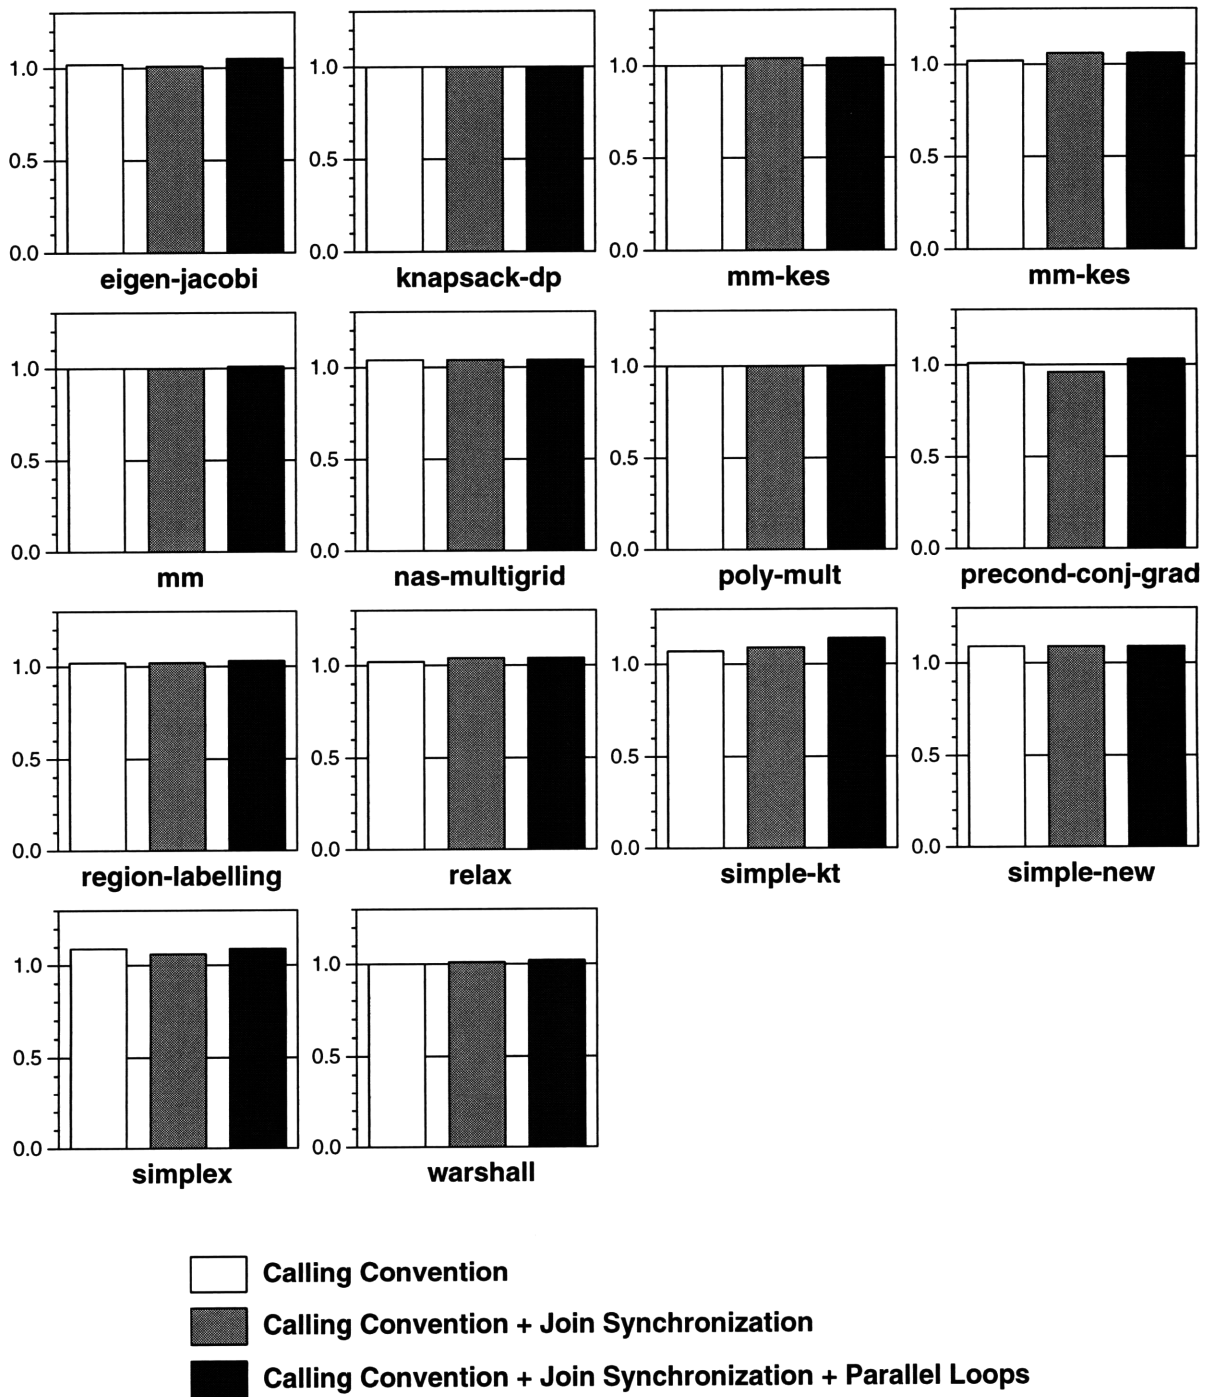 1.0 1.0 1.0 1.0
0.5 0.5 0.5 0.5
0.0 0.0 0.0 0.0
eigen-jacobi knapsack-dp mm-kes mm-kes
1.0 1.0 1.0 1.0
0.5 0.5 0.5 0.5
0.0 0.0 0.0 0.0
mm nas-multigrid poly-mult precond-conj-grad
1.0 1.0 1.0 1.0
0.5 0.5 0.5 0.5
0.0 0.0 0.0 0.0
region-labelling relax simple-kt simple-new
1.0 1.0
0.5 0.5
0.0 0.0
simplex warshall
Calling Convention
Calling Convention + Join Synchronization
Calling Convention + Join Synchronization + Parallel Loops